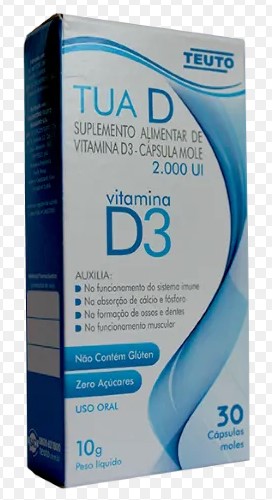 TEUTO
TUA D
SUPLEMENTO ALIMENTAR DE
VITAMINA D3 - CÁPSULA MOLE
2.000 UI
vitamina
D3
AUXILIA:
No funcionamento do sistema imune
Na absorção de cálcio e fósforo
Na formação de ossos e dentes
No funcionamento muscular
Não Contém Glúten
Zero Açúcares
USO ORAL
30
Cápsulas
moles
10g
Peso líquido